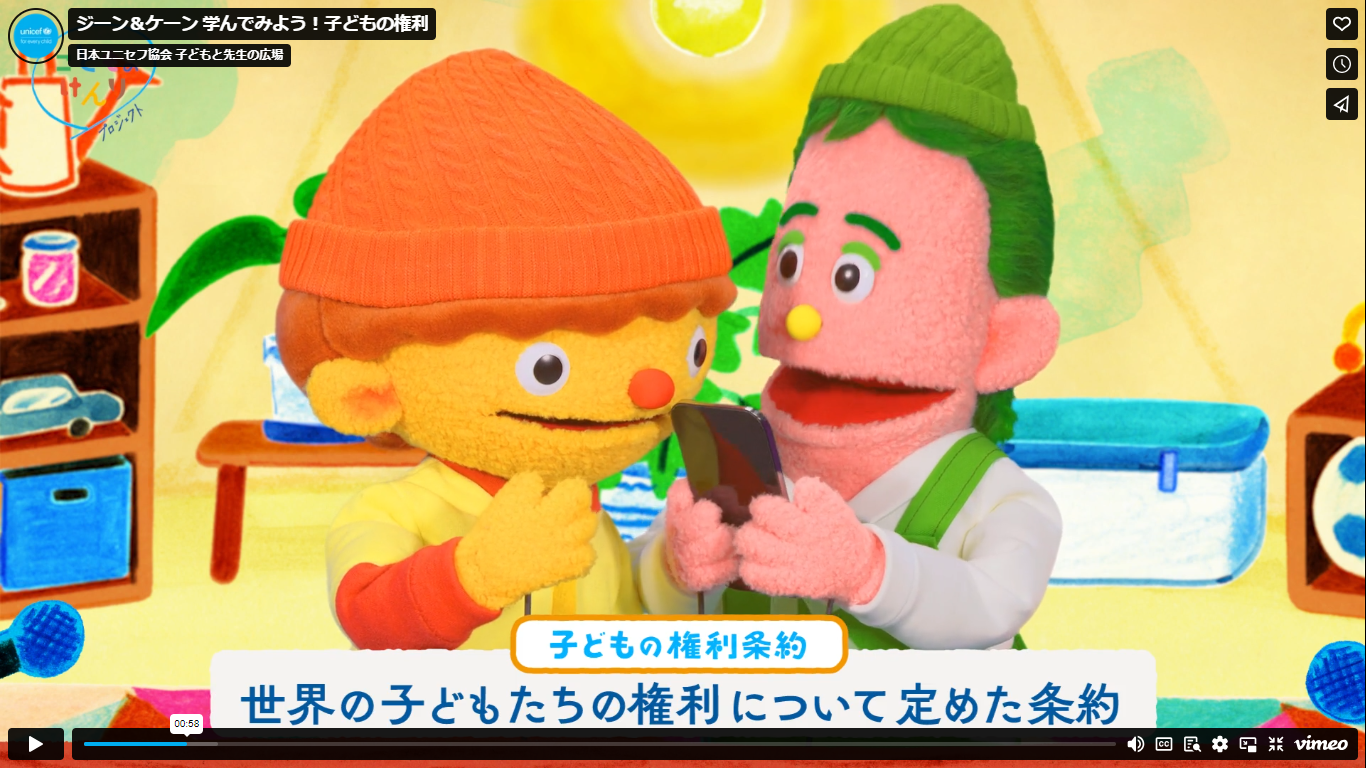 ジーン＆ケーン 学んでみよう！子どもの権利
日本ユニセフ協会 子どもと先生の広場
unicef
for every child
けんり
プロジェクト
子どもの権利条約
世界の子どもたちの権利について定めた条約
00:58
CC
vimeo